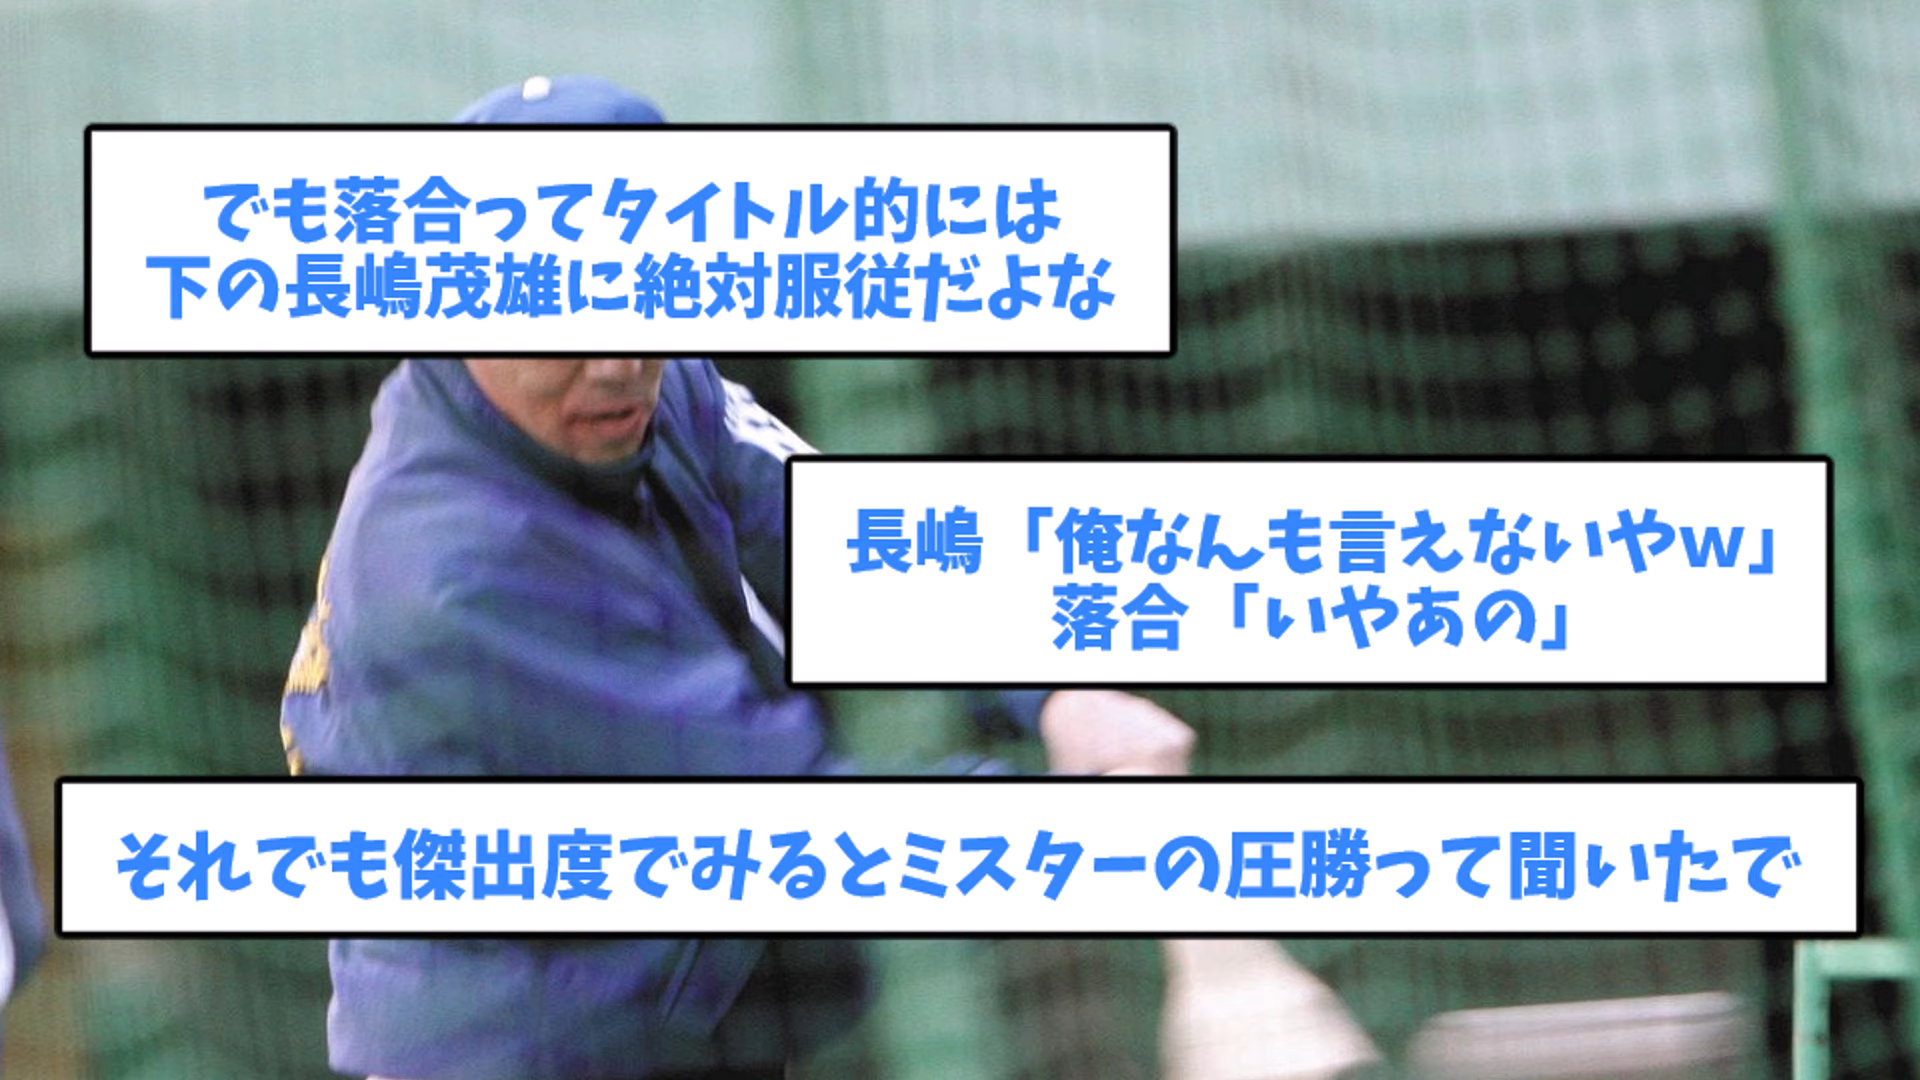 でも落合ってタイトル的には
下の長嶋茂雄に絶対服従だよな
長嶋「俺なんも言えないやw」
落合「いやあの」
それでも傑出度でみるとミスターの圧勝って聞いたで